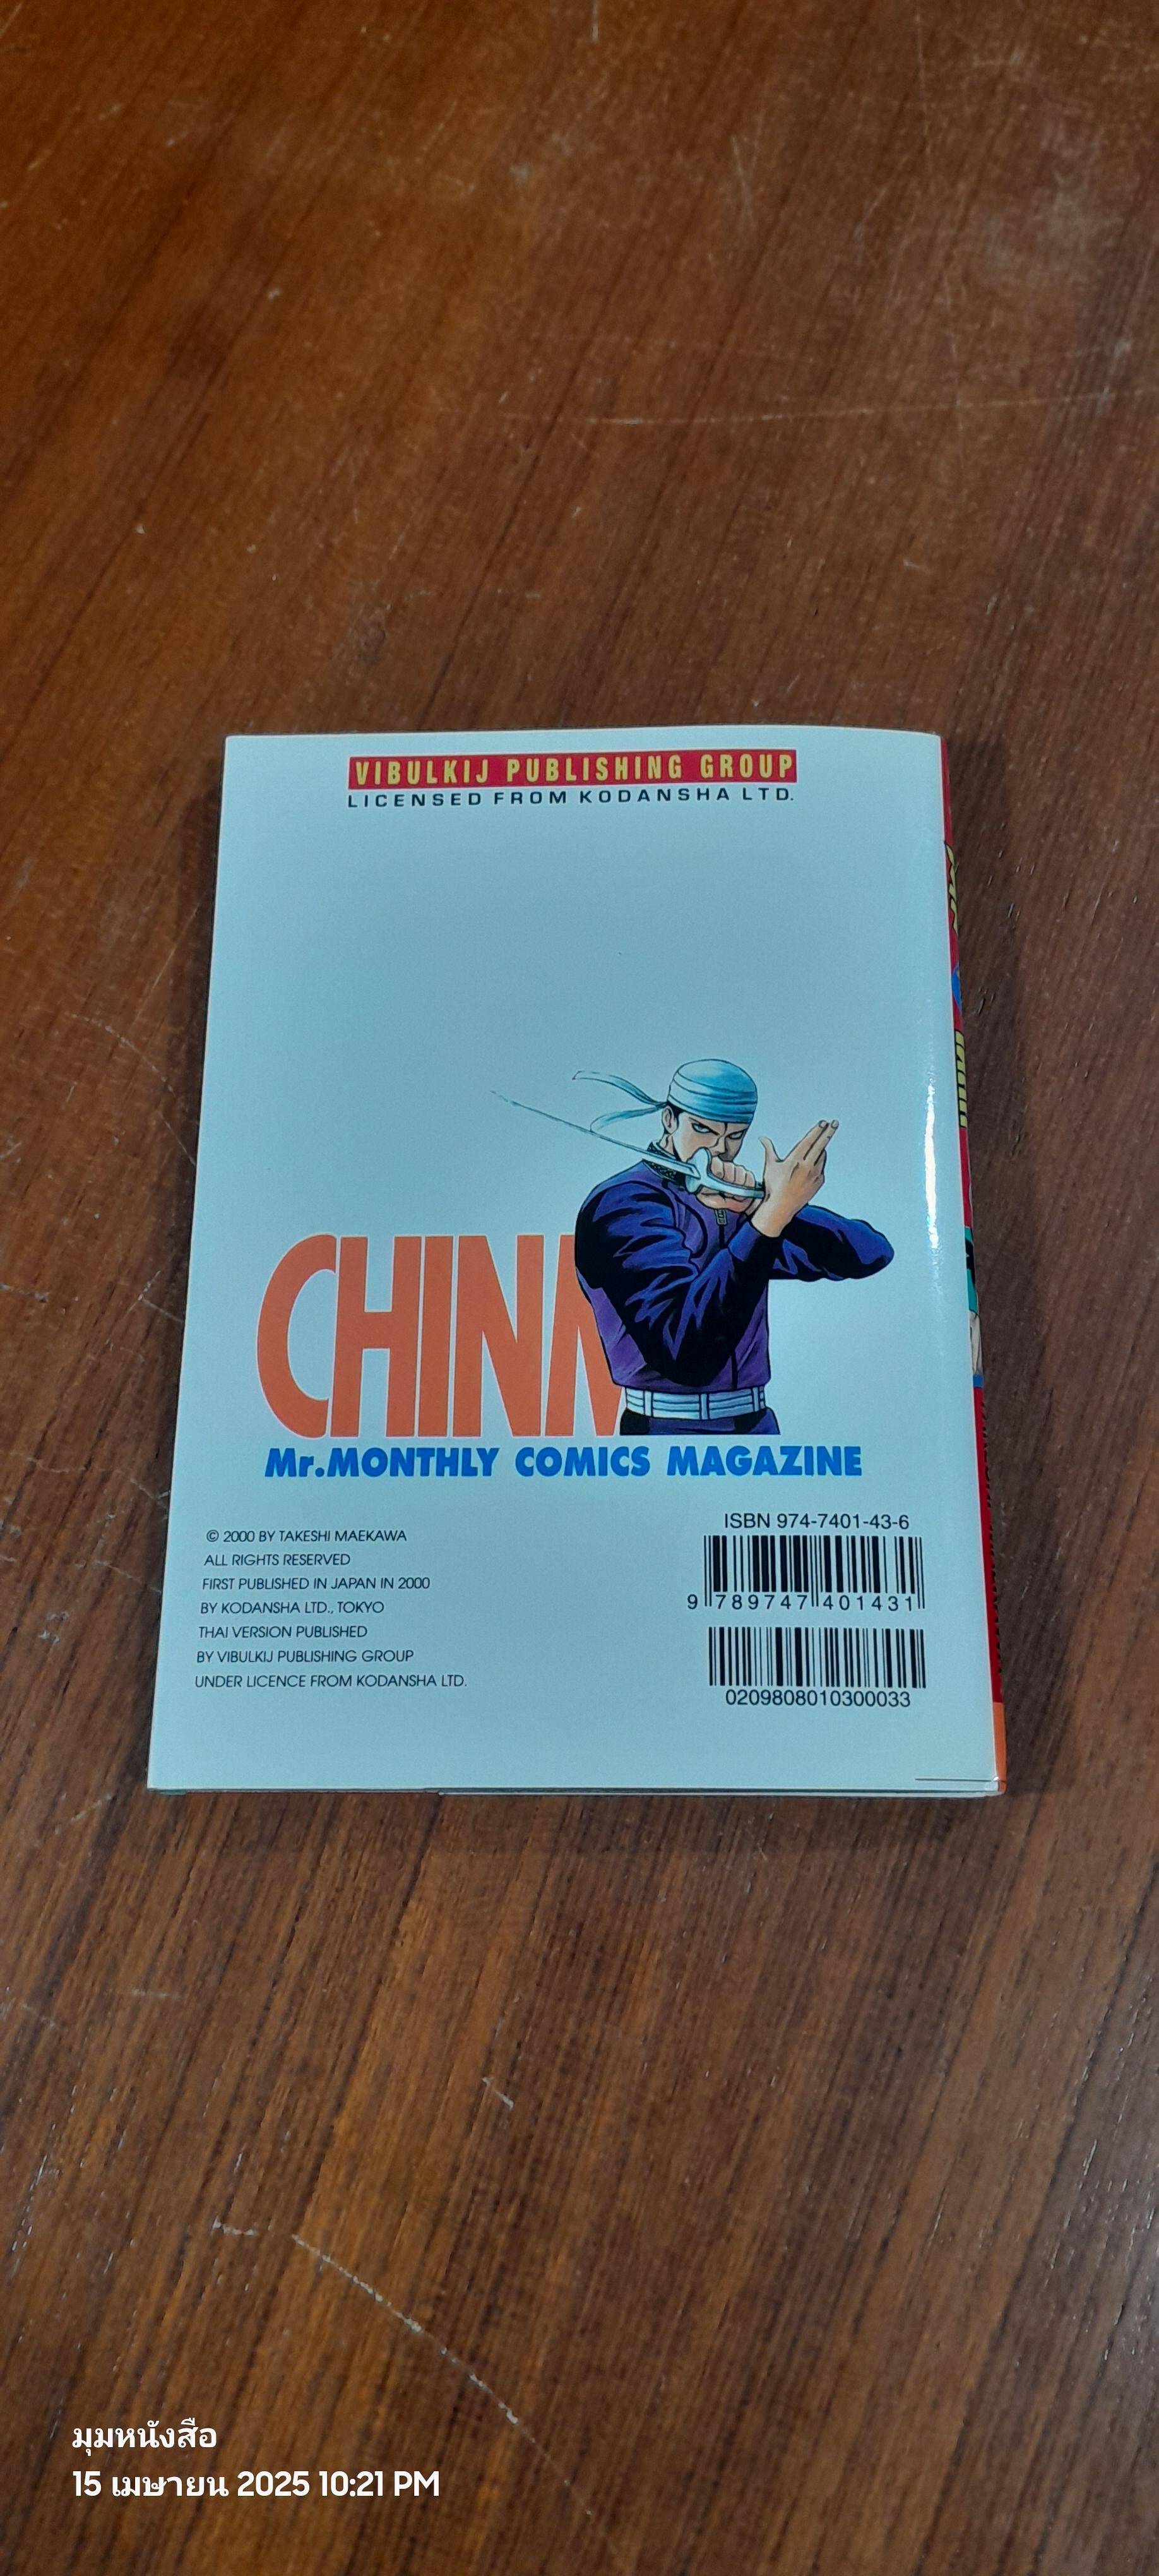 VIBULKIJ PUBLISHING GROUP
LICENSED FROM KODANSHA LTD.
CHINM
Mr.MONTHLY COMICS MAGAZINE
© 2000 BY TAKESHI MAEKAWA
ALL RIGHTS RESERVED
FIRST PUBLISHED IN JAPAN IN 2000
BY KODANSHA LTD., TOKYO
THAI VERSION PUBLISHED
BY VIBULKIJ PUBLISHING GROUP
UNDER LICENCE FROM KODANSHA LTD.
ISBN 974-7401-43-6
9 789747 401431
0209808010300033
มุมหนังสือ
15 เมษายน 2025 10:21 PM